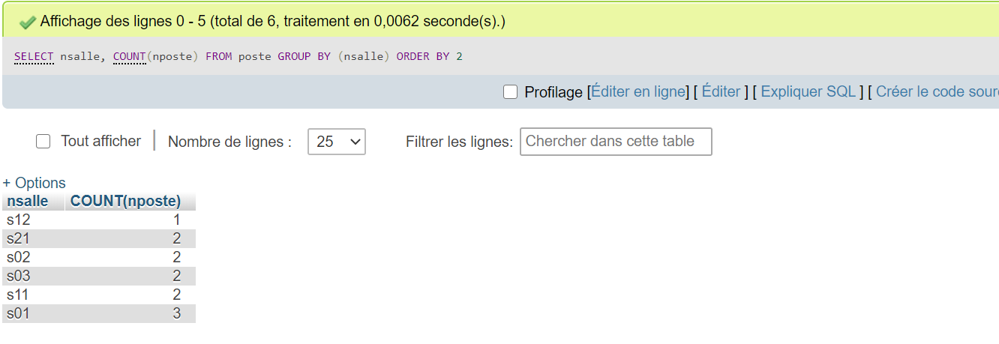 Affichage des lignes 0 - 5 (total de 6, traitement en 0,0062 seconde(s).)
SELECT nsalle, COUNT(nposte) FROM poste GROUP BY (nsalle) ORDER BY 2
Profilage [Éditer en ligne] [ Éditer ] [ Expliquer SQL ] [ Créer le code sour
Tout afficher | Nombre de lignes : 25 Filtrer les lignes: Chercher dans cette table
+ Options
nsalle COUNT(nposte)
s12 1
s21 2
s02 2
s03 2
s11 2
s01 3